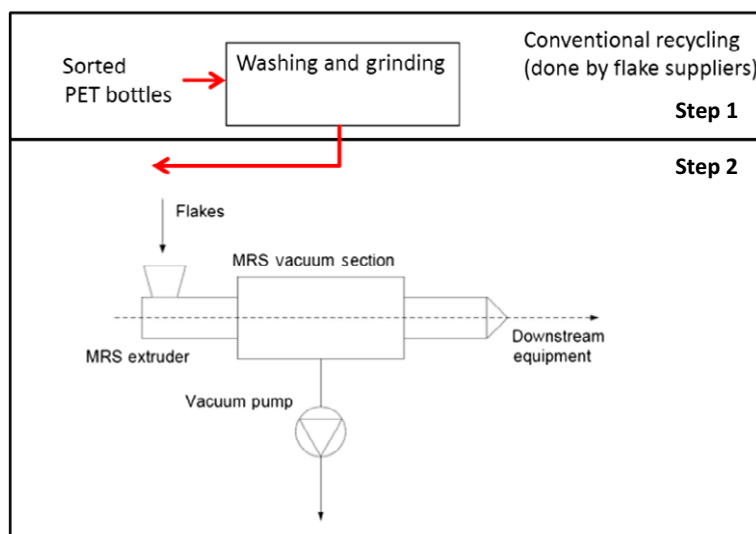 Sorted
PET bottles
Washing and grinding
Conventional recycling
(done by flake suppliers)
Step 1
Step 2
Flakes
MRS vacuum section
MRS extruder
Downstream
equipment
Vacuum pump